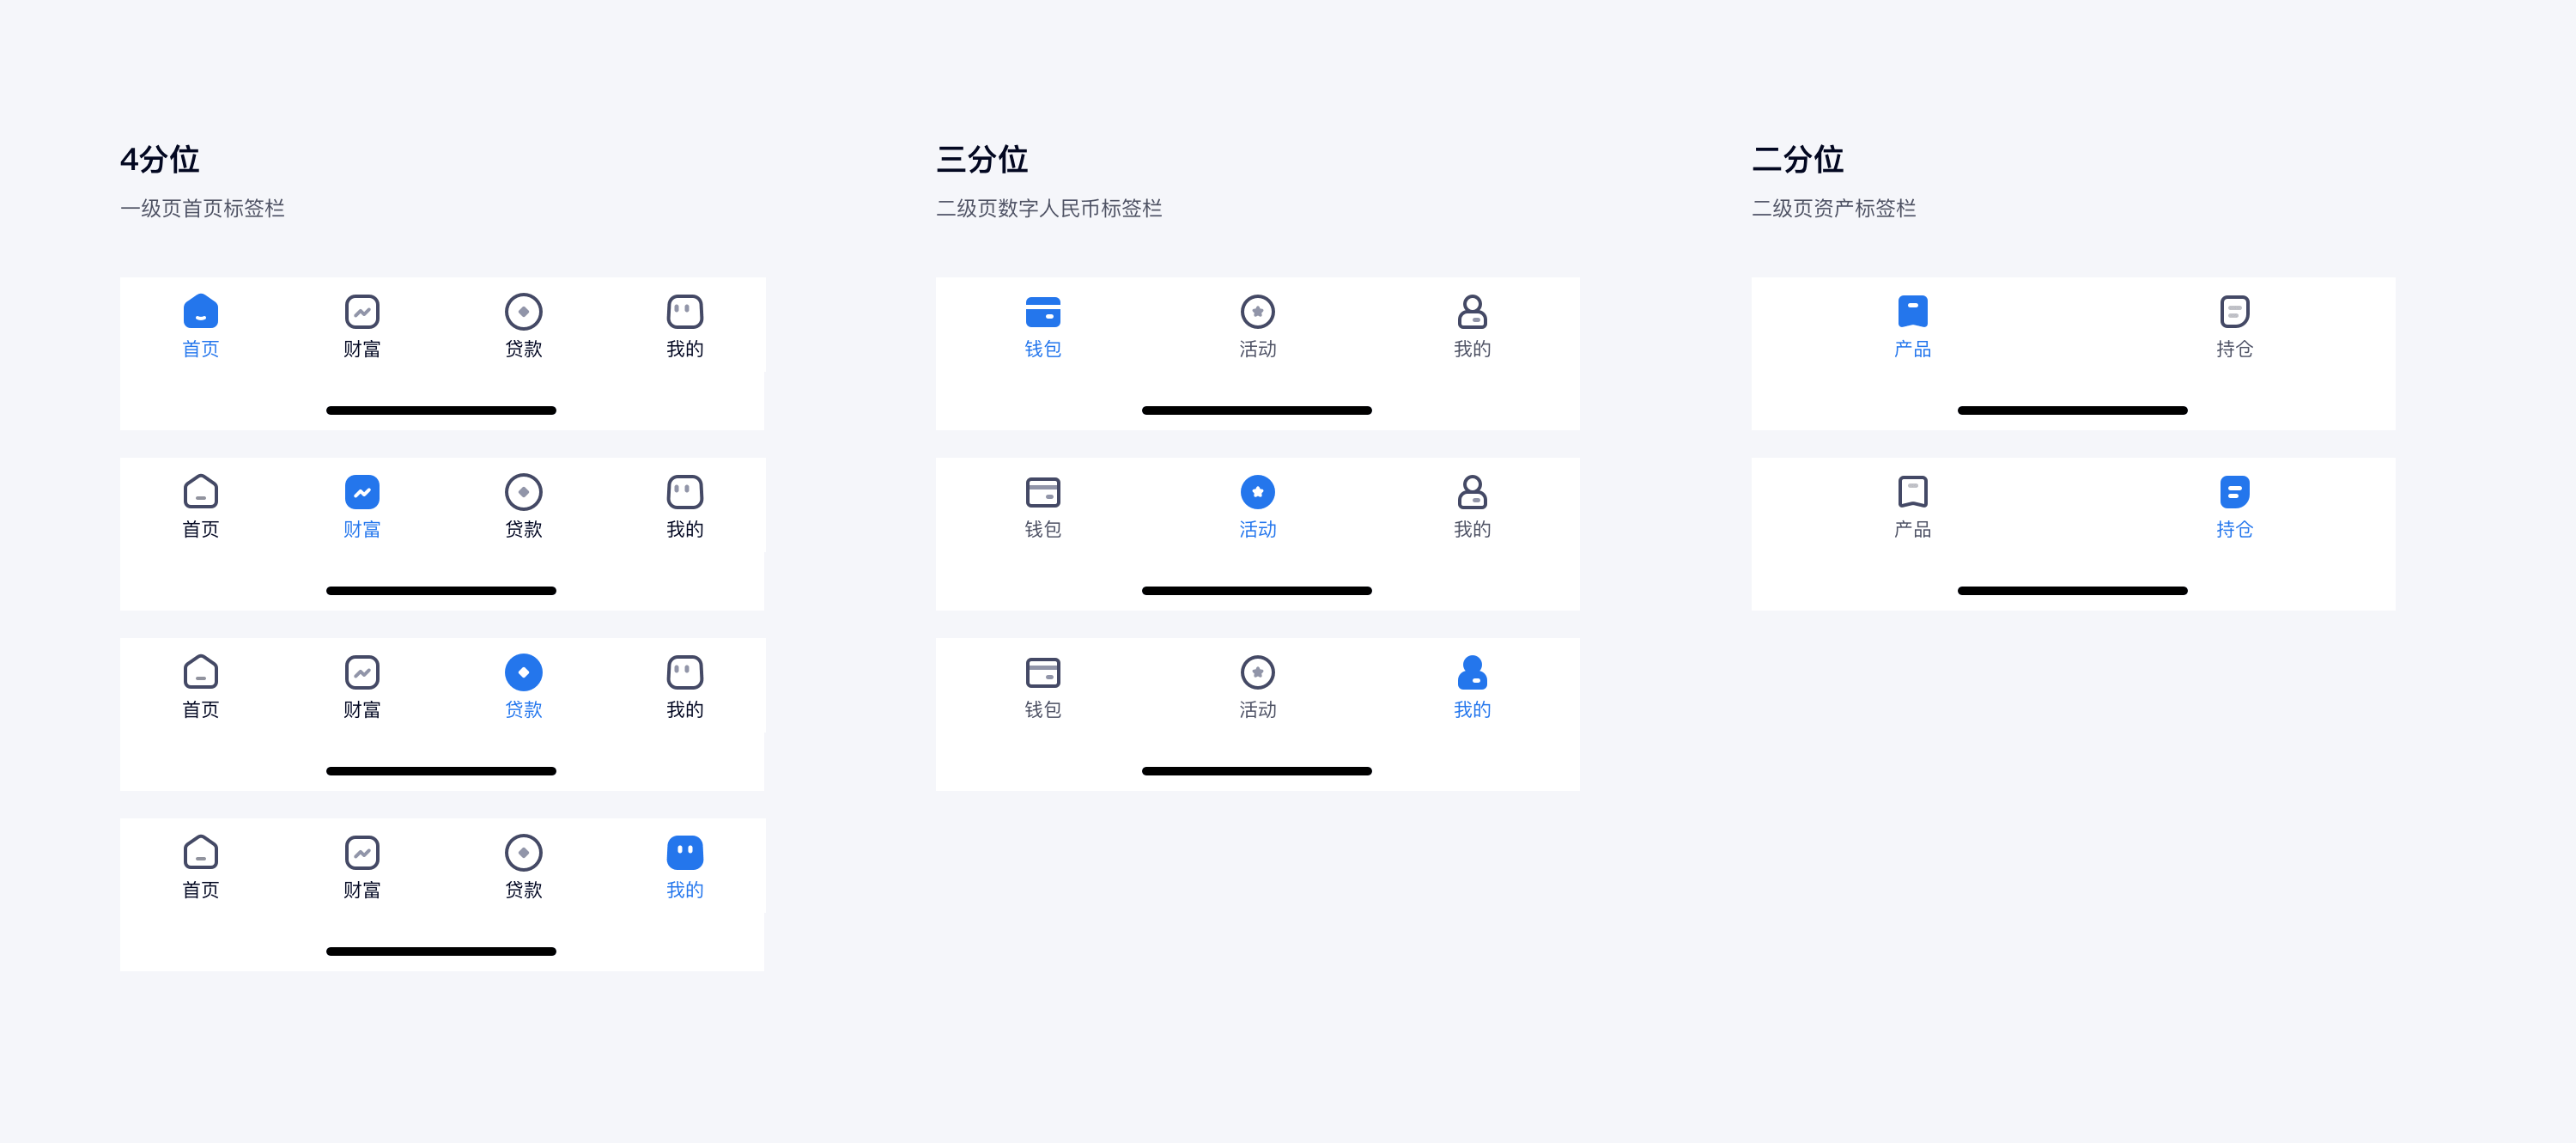 4分位
一级页首页标签栏
首页 财富 贷款 我的
首页 财富 贷款 我的
首页 财富 贷款 我的
首页 财富 贷款 我的
三分位
二级页数字人民币标签栏
钱包 活动 我的
钱包 活动 我的
钱包 活动 我的
二分位
二级页资产标签栏
产品 持仓
产品 持仓